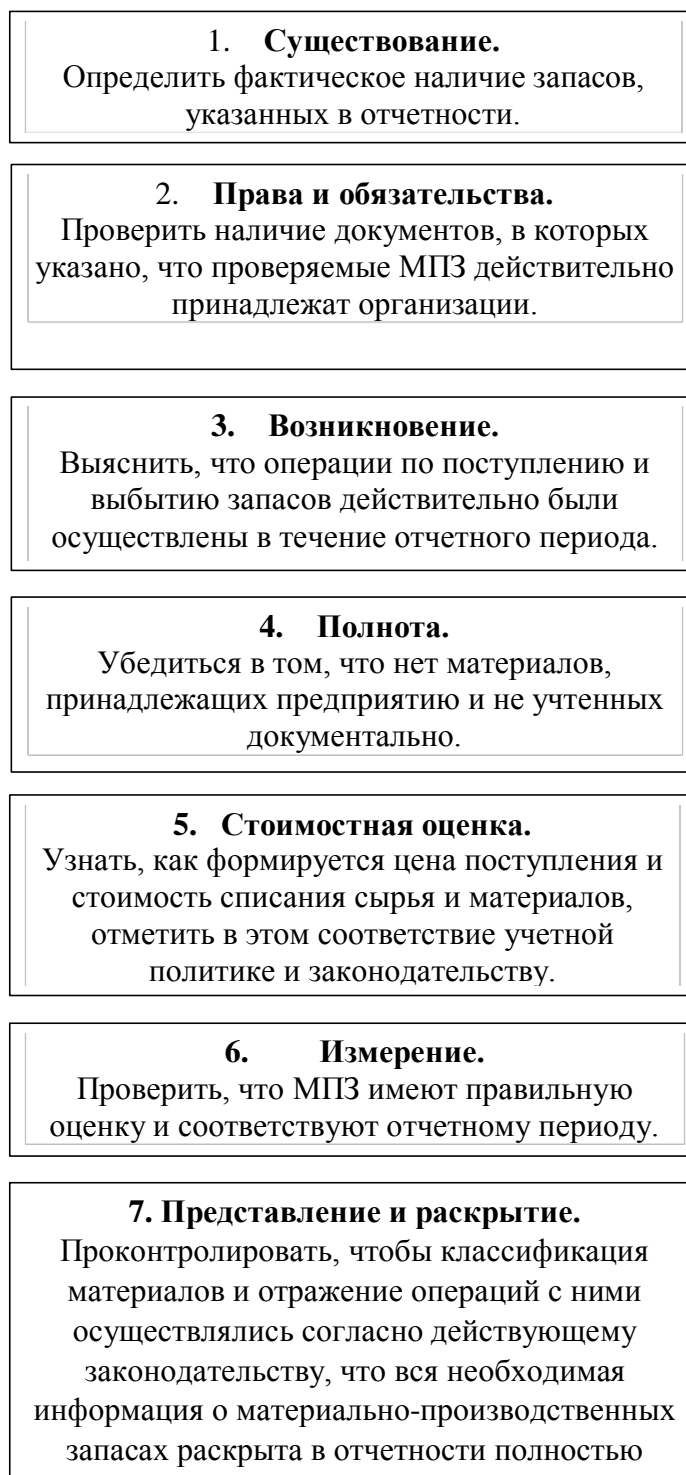 1. Существование.
Определить фактическое наличие запасов,
указанных в отчетности.
2. Права и обязательства.
Проверить наличие документов, в которых
указано, что проверяемые МПЗ действительно
принадлежат организации.
3. Возникновение.
Выяснить, что операции по поступлению и
выбытию запасов действительно были
осуществлены в течение отчетного периода.
4. Полнота.
Убедиться в том, что нет материалов,
принадлежащих предприятию и не учтенных
документально.
5. Стоимостная оценка.
Узнать, как формируется цена поступления и
стоимость списания сырья и материалов,
отметить в этом соответствие учетной
политике и законодательству.
6. Измерение.
Проверить, что МПЗ имеют правильную
оценку и соответствуют отчетному периоду.
7. Представление и раскрытие.
Проконтролировать, чтобы классификация
материалов и отражение операций с ними
осуществлялись согласно действующему
законодательству, что вся необходимая
информация о материально-производственных
запасах раскрыта в отчетности полностью